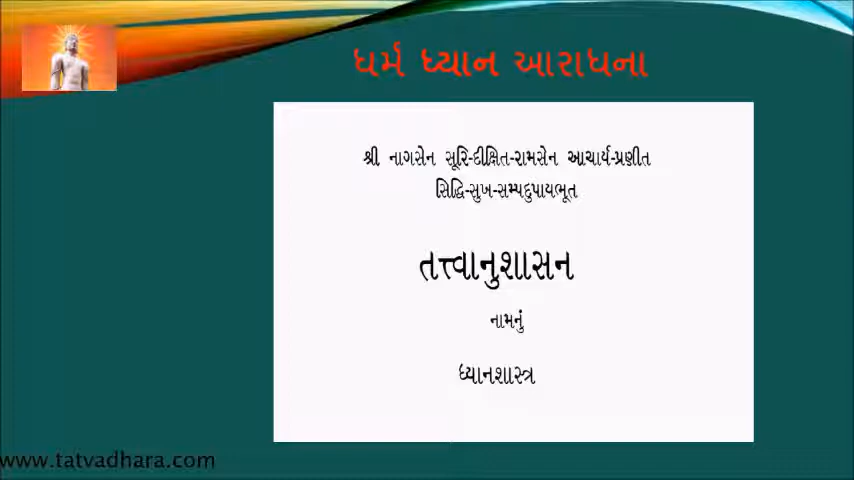 ધર્મ ધ્યાન આરાધના
શ્રી નાગસેન સૂરિ-દીક્ષિત-રામસેન આચાર્ય-પ્રણીત
સિદ્ધિ-સુખ-સમ્પદુપાયભૂત
તત્ત્વાનુશાસન
નામનું
ધ્યાનશાસ્ત્ર
www.tatvadhara.com